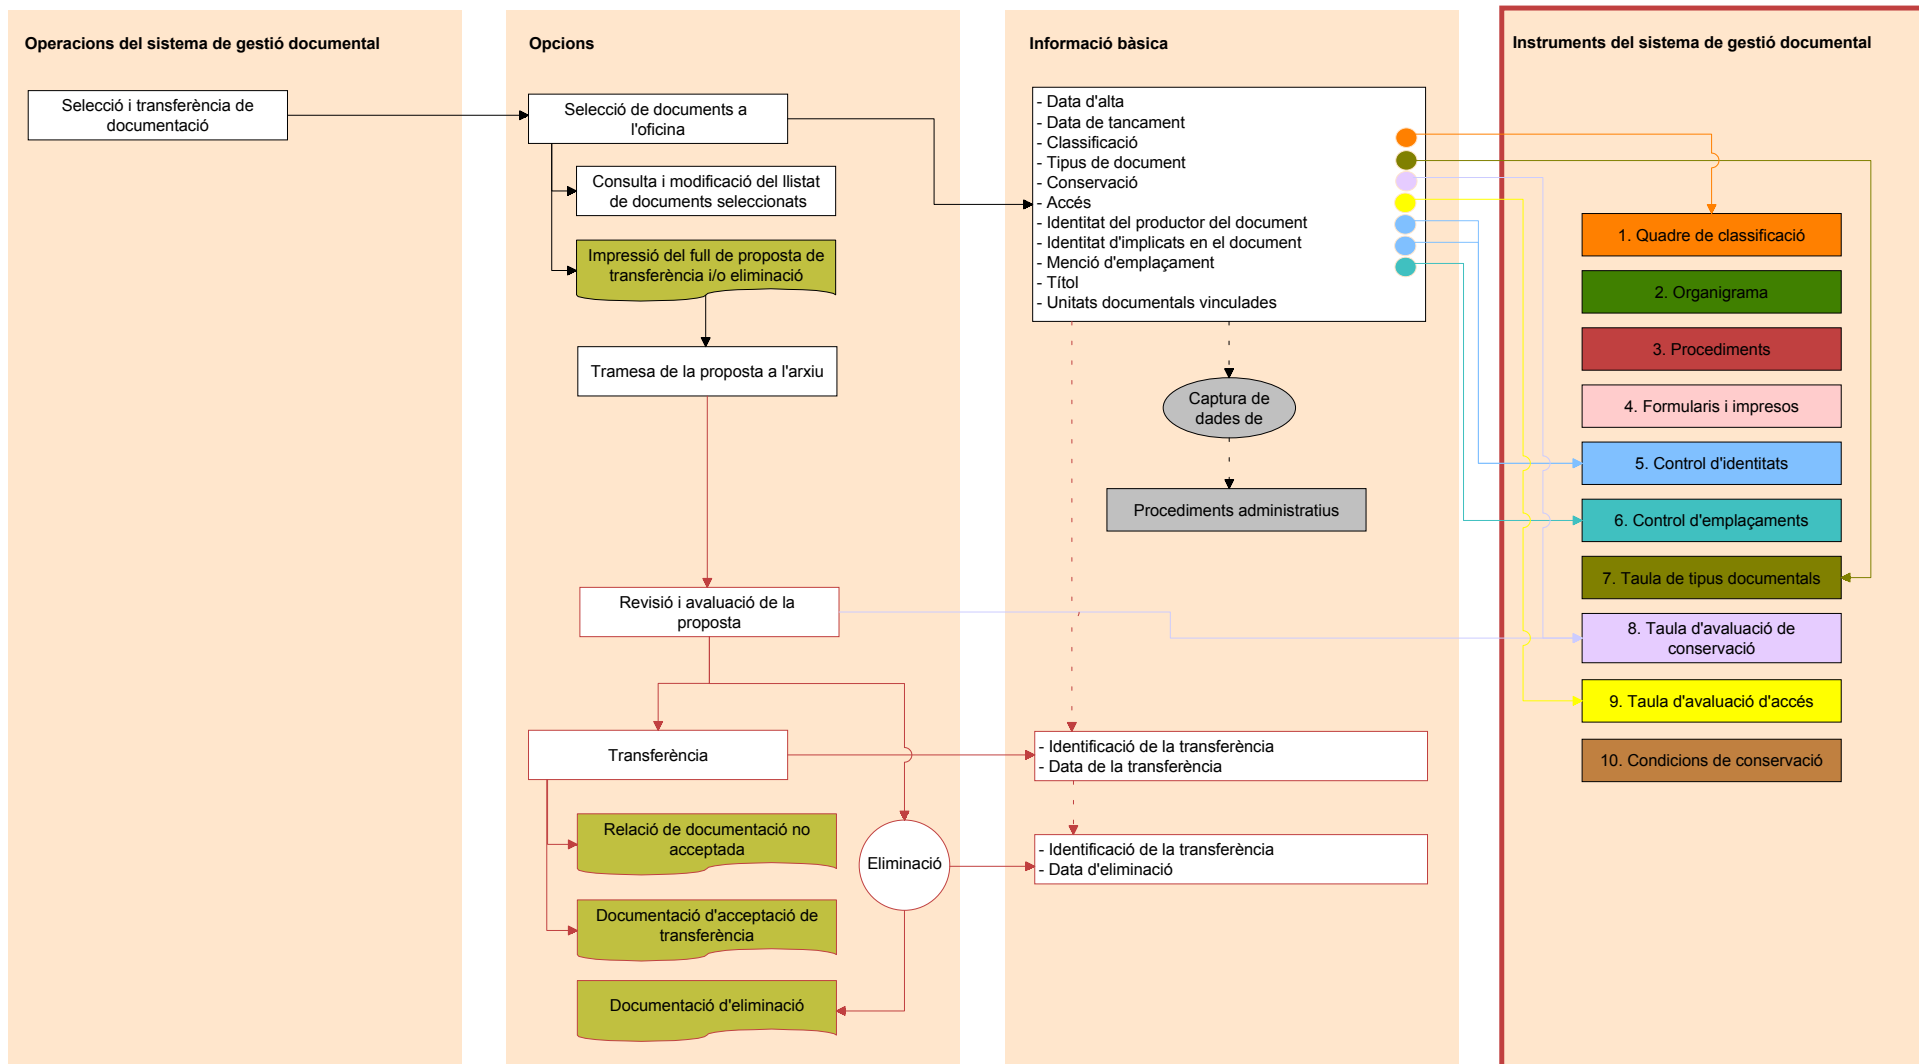 Operacions del sistema de gestió documental
Selecció i transferència de
documentació
Opcions
Selecció de documents a
l'oficina
Consulta i modificació del llistat
de documents seleccionats
Impressió del full de proposta de
transferència i/o eliminació
Tramesa de la proposta a l'arxiu
Revisió i avaluació de la
proposta
Transferència
Relació de documentació no
acceptada
Eliminació
Documentació d'acceptació de
transferència
Documentació d'eliminació
Informació bàsica
- Data d'alta
- Data de tancament
- Classificació
- Tipus de document
- Conservació
- Accés
- Identitat del productor del document
- Identitat d'implicats en el document
- Menció d'emplaçament
- Títol
- Unitats documentals vinculades
Captura de
dades de
Procediments administratius
- Identificació de la transferència
- Data de la transferència
- Identificació de la transferència
- Data d'eliminació
Instruments del sistema de gestió documental
1. Quadre de classificació
2. Organigrama
3. Procediments
4. Formularis i impresos
5. Control d'identitats
6. Control d'emplaçaments
7. Taula de tipus documentals
8. Taula d'avaluació de
conservació
9. Taula d'avaluació d'accés
10. Condicions de conservació